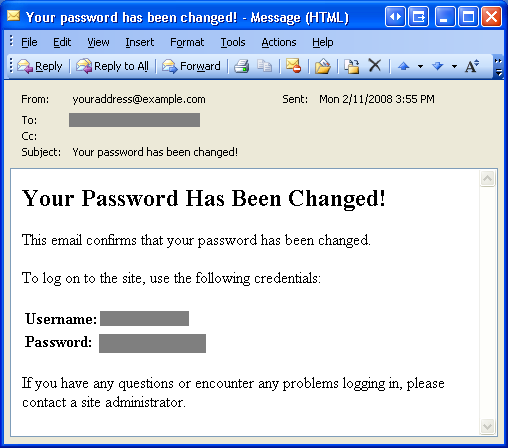 Your password has been changed! - Message (HTML)
File Edit View Insert Format Tools Actions Help
Reply Reply to All Forward A
From: youraddress@example.com Sent: Mon 2/11/2008 3:55 PM
To:
Cc:
Subject: Your password has been changed!
Your Password Has Been Changed!
This email confirms that your password has been changed.
To log on to the site, use the following credentials:
Username:
Password:
If you have any questions or encounter any problems logging in, please
contact a site administrator.